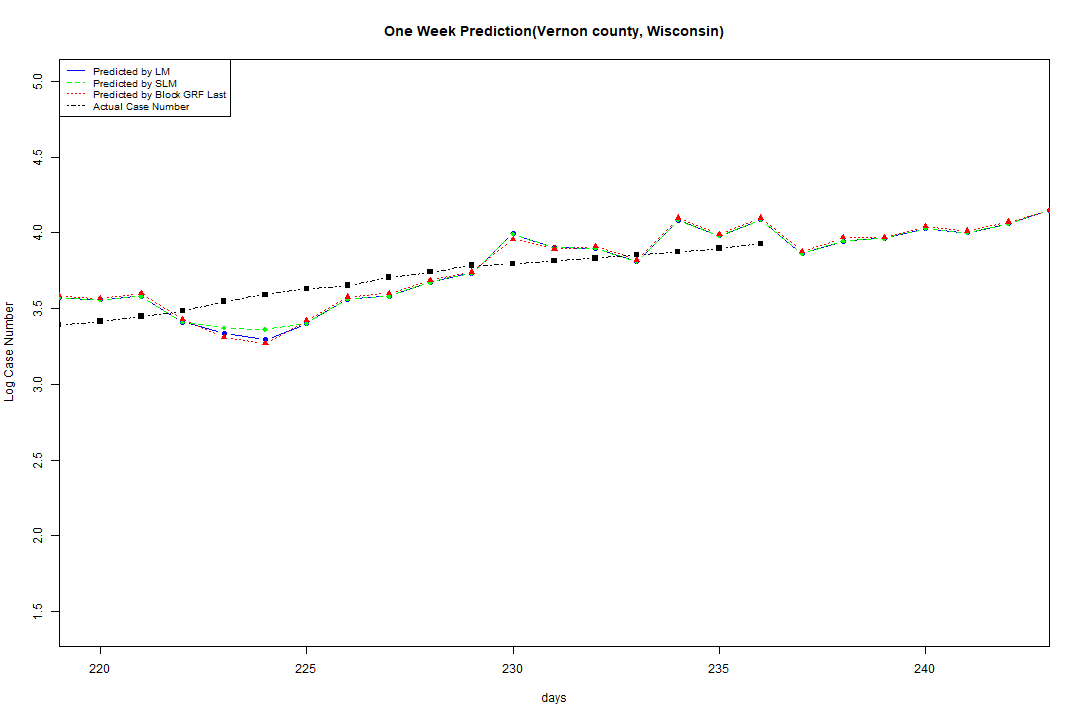 One Week Prediction(Vernon county, Wisconsin)
Predicted by LM
Predicted by SLM
Predicted by Block GRF Last
Actual Case Number
5.0
4.5
4.0
3.5
3.0
2.5
2.0
1.5
Log Case Number
220 225 230 235 240
days